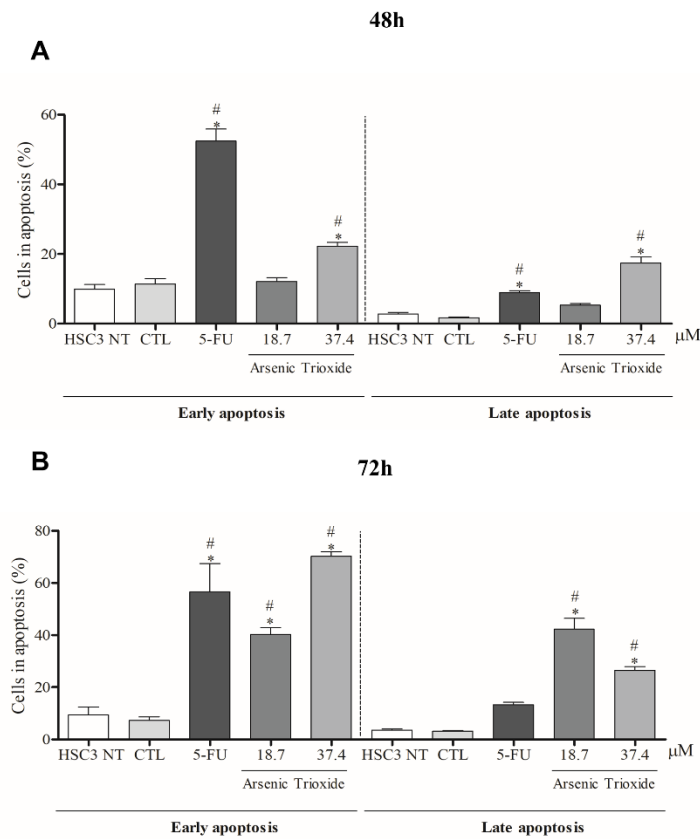 48h
A
Cells in apoptosis (%)
60
40
20
0
#
*
#
*
#
*
#
*
HSC3 NT CTL 5-FU 18.7 37.4 HSC3 NT CTL 5-FU 18.7 37.4 μM
Arsenic Trioxide Arsenic Trioxide
Early apoptosis Late apoptosis
B
72h
Cells in apoptosis (%)
80
60
40
20
0
#
*
#
*
#
*
#
*
#
*
HSC3 NT CTL 5-FU 18.7 37.4 HSC3 NT CTL 5-FU 18.7 37.4 μM
Arsenic Trioxide Arsenic Trioxide
Early apoptosis Late apoptosis